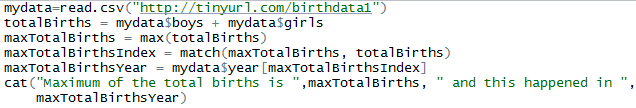 mydata=read.csv("http://tinyurl.com/birthdata1")
totalBirths = mydata$boys + mydata$girls
maxTotalBirths = max(totalBirths)
maxTotalBirthsIndex = match(maxTotalBirths, totalBirths)
maxTotalBirthsYear = mydata$year[maxTotalBirthsIndex]
cat("Maximum of the total births is ",maxTotalBirths, " and this happened in ",
maxTotalBirthsYear)